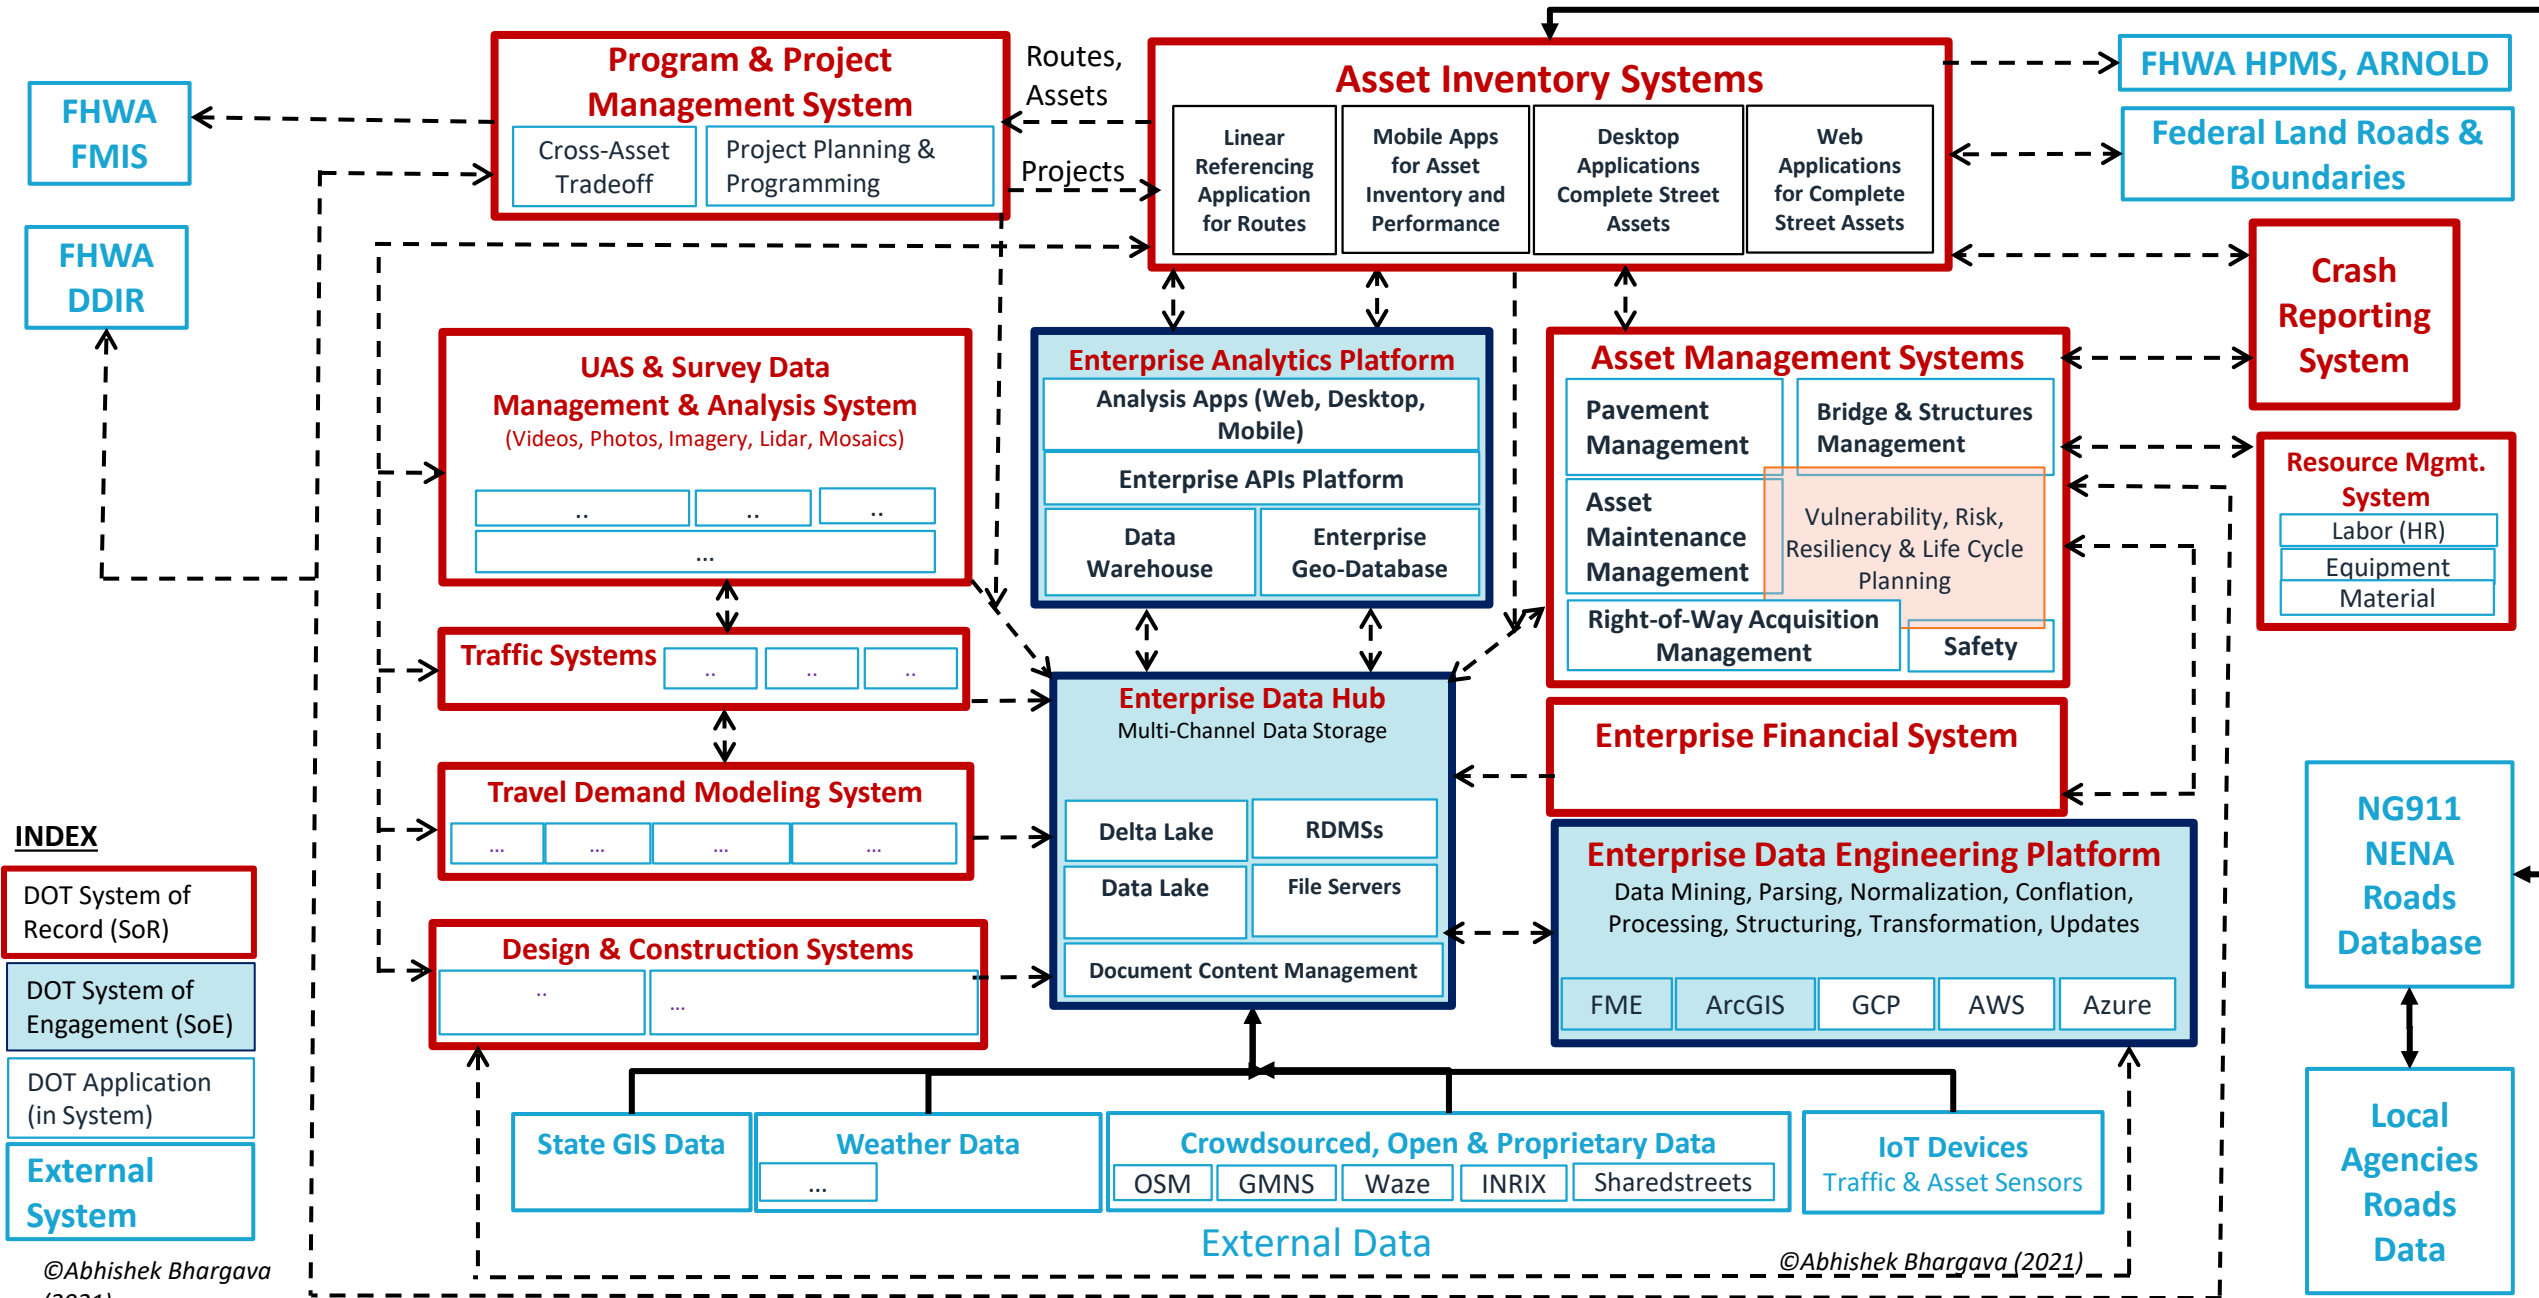 Program & Project
Management System
Cross-Asset
Tradeoff
Project Planning &
Programming
Routes,
Assets
Projects
Asset Inventory Systems
Linear
Referencing
Application
for Routes
Mobile Apps
for Asset
Inventory and
Performance
Desktop
Applications
Complete Street
Assets
Web
Applications
for Complete
Street Assets
FHWA HPMS, ARNOLD
Federal Land Roads &
Boundaries
FHWA
FMIS
FHWA
DDIR
Crash
Reporting
System
UAS & Survey Data
Management & Analysis System
(Videos, Photos, Imagery, Lidar, Mosaics)
..
..
..
...
Enterprise Analytics Platform
Analysis Apps (Web, Desktop,
Mobile)
Enterprise APIs Platform
Data
Warehouse
Enterprise
Geo-Database
Asset Management Systems
Pavement
Management
Bridge & Structures
Management
Asset
Maintenance
Management
Vulnerability, Risk,
Resiliency & Life Cycle
Planning
Right-of-Way Acquisition
Management
Safety
Resource Mgmt.
System
Labor (HR)
Equipment
Material
Traffic Systems
..
..
..
Enterprise Data Hub
Multi-Channel Data Storage
Delta Lake
RDMSs
Data Lake
File Servers
Document Content Management
Enterprise Financial System
Travel Demand Modeling System
...
...
...
...
Enterprise Data Engineering Platform
Data Mining, Parsing, Normalization, Conflation,
Processing, Structuring, Transformation, Updates
FME
ArcGIS
GCP
AWS
Azure
NG911
NENA
Roads
Database
Design & Construction Systems
..
...
INDEX
DOT System of
Record (SoR)
DOT System of
Engagement (SoE)
DOT Application
(in System)
External
System
State GIS Data
Weather Data
...
Crowdsourced, Open & Proprietary Data
OSM
GMNS
Waze
INRIX
Sharedstreets
IoT Devices
Traffic & Asset Sensors
Local
Agencies
Roads
Data
External Data
©Abhishek Bhargava (2021)
©Abhishek Bhargava
(2021)